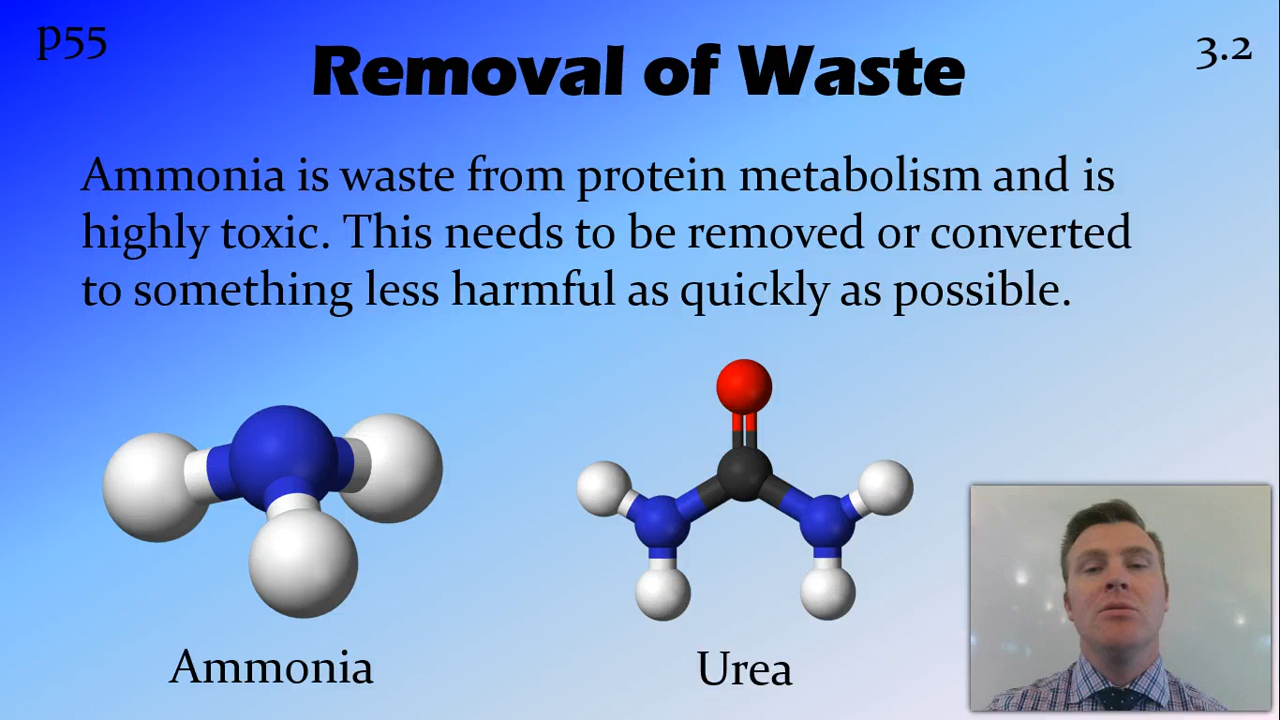 p55
3.2
Removal of Waste
Ammonia is waste from protein metabolism and is
highly toxic. This needs to be removed or converted
to something less harmful as quickly as possible.
Ammonia
Urea